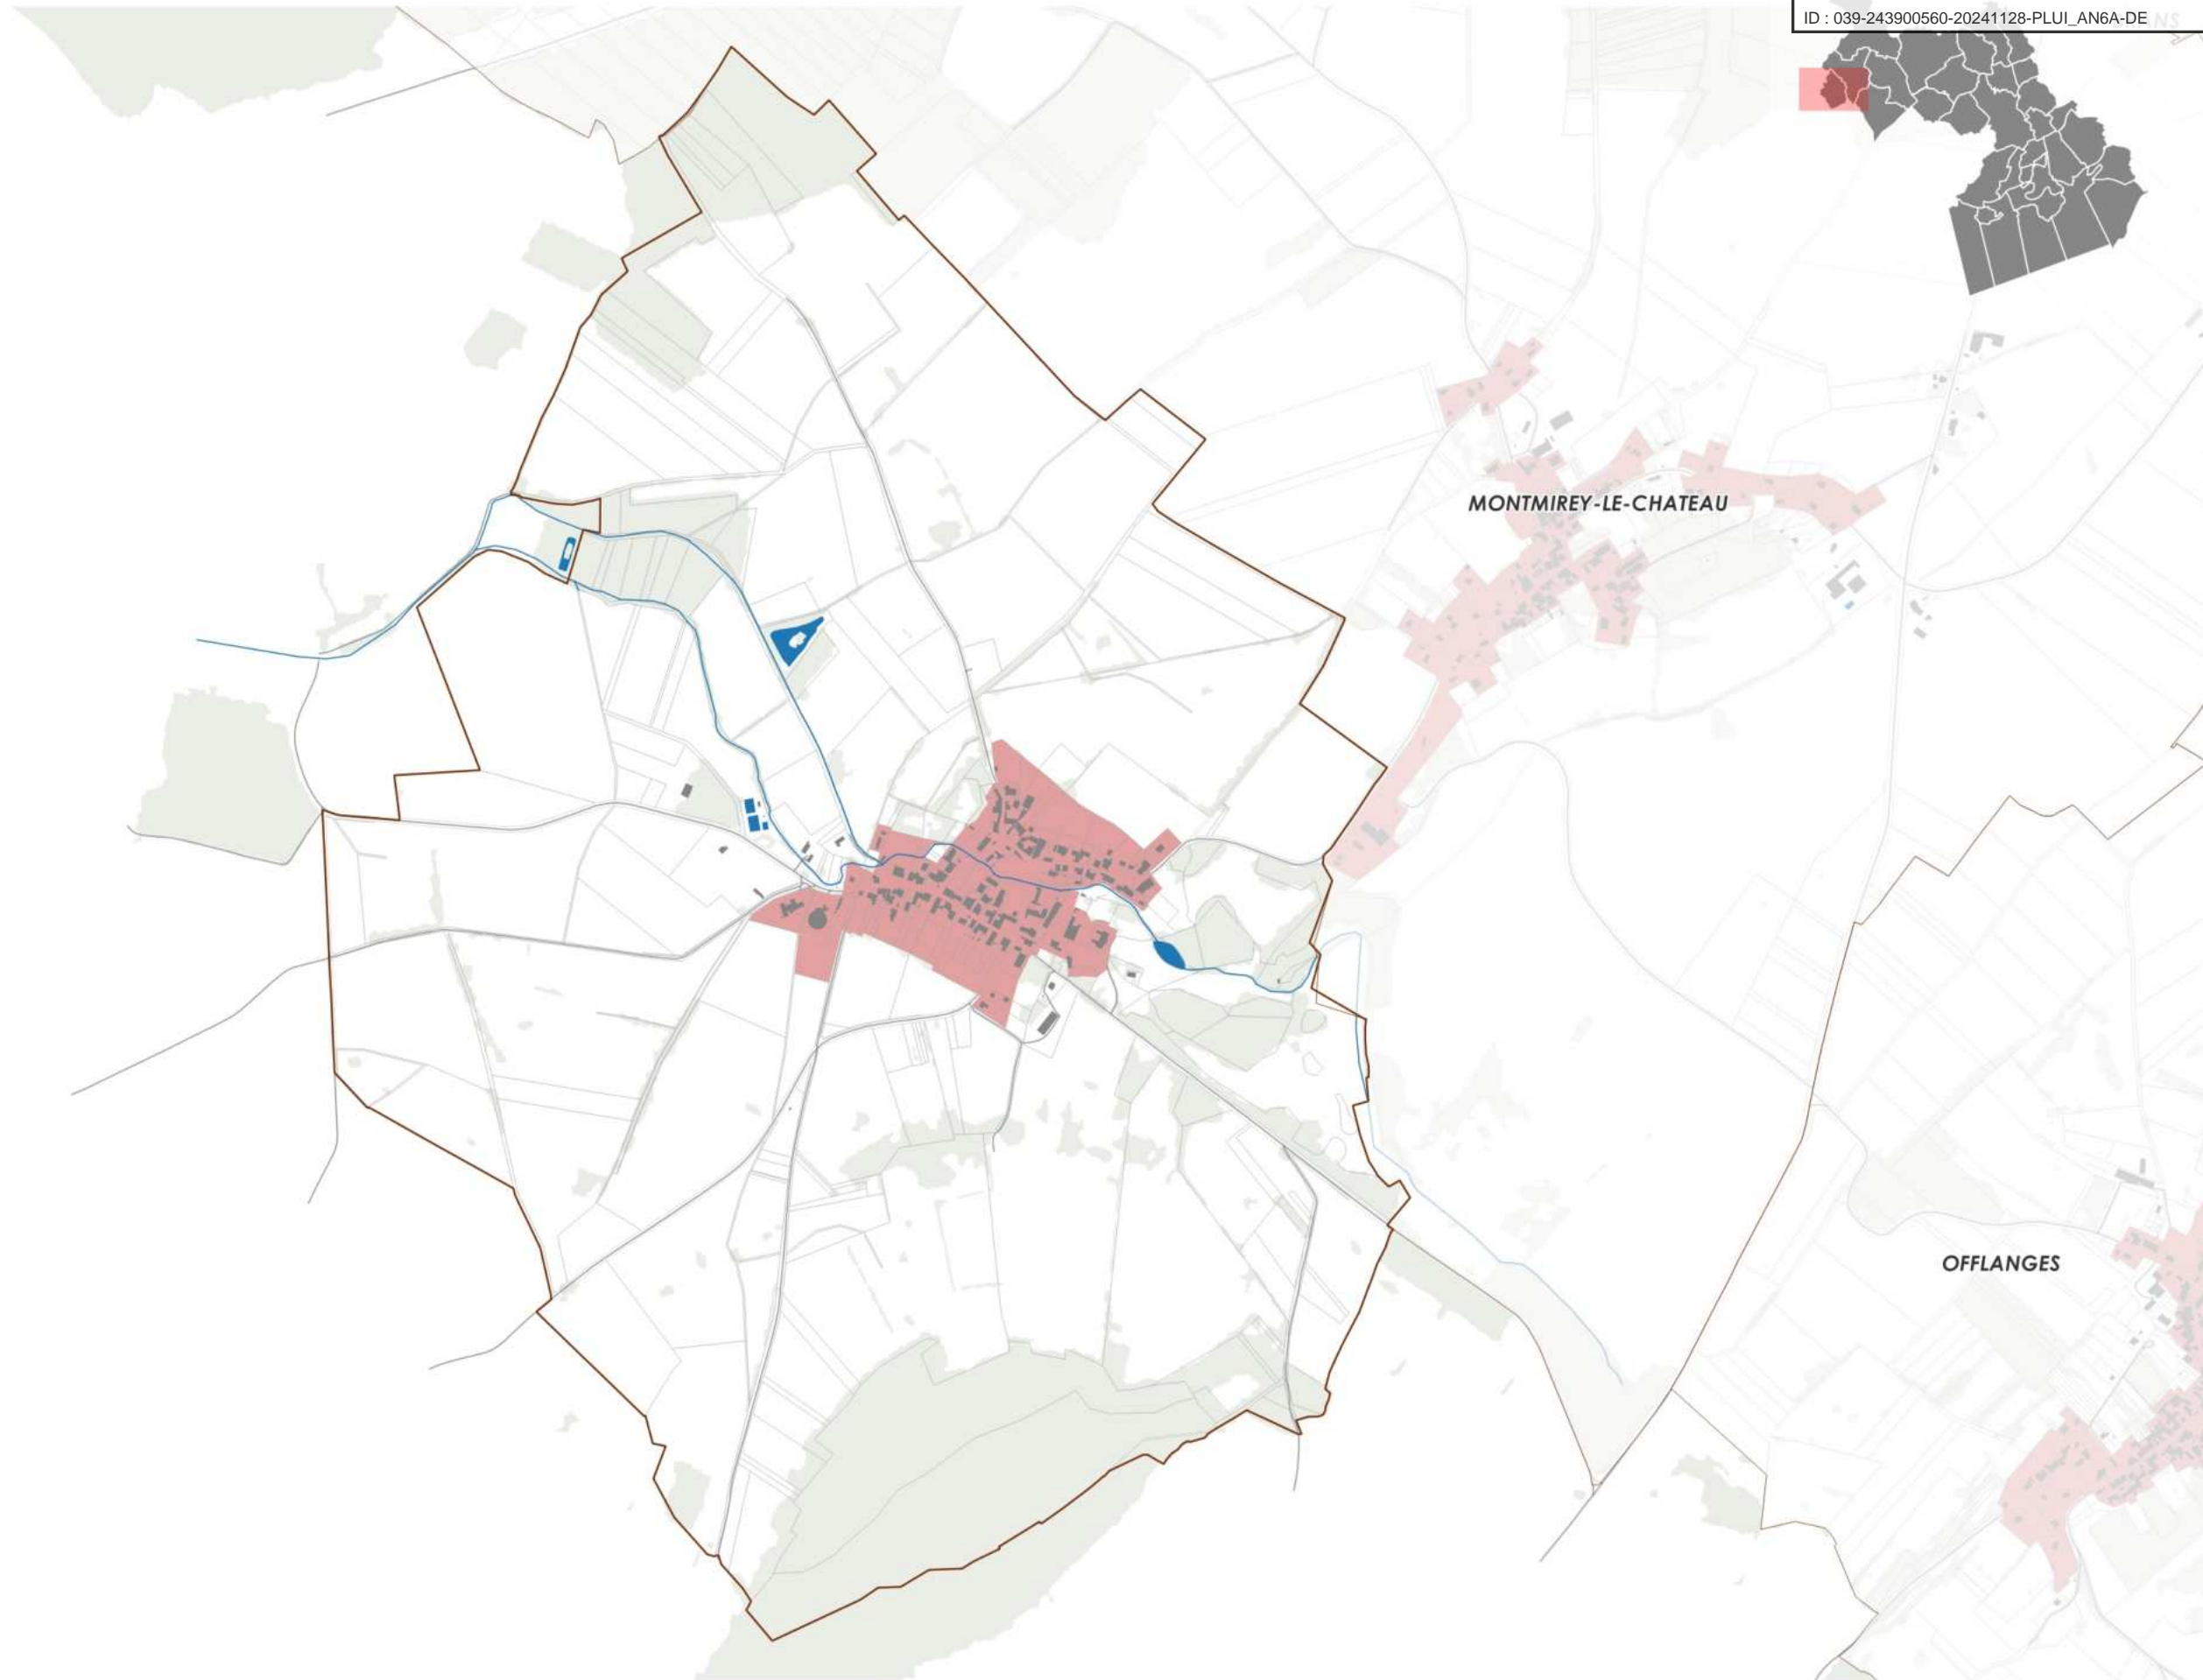 ID : 039-243900560-20241128-PLUI_AN6A-DE
MONTMIREY-LE-CHATEAU
OFFLANGES